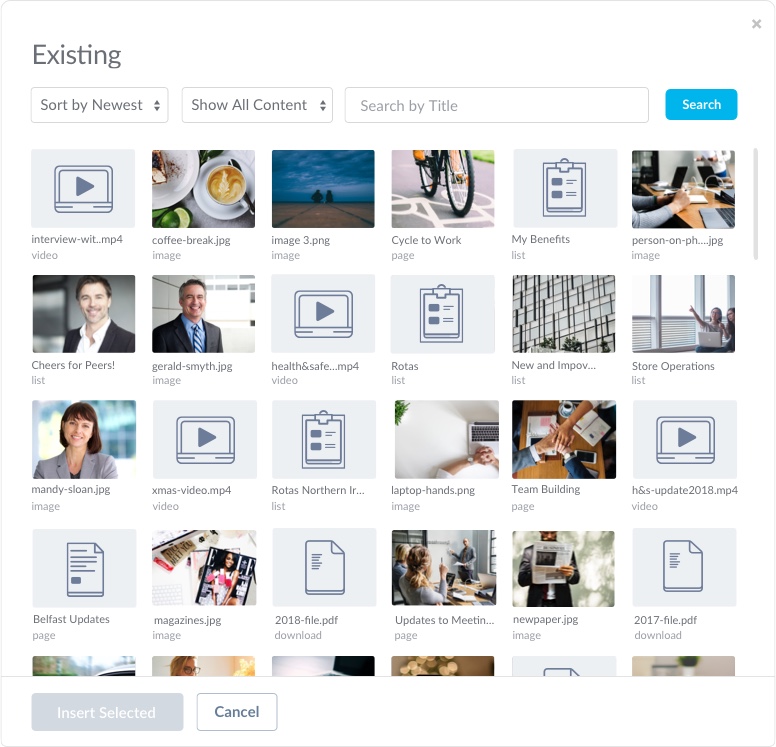 ×
Existing
Sort by Newest
Show All Content
Search by Title
Search
interview-wit..mp4
video
coffee-break.jpg
image
image 3.png
image
Cycle to Work
page
My Benefits
list
person-on-ph....jpg
image
Cheers for Peers!
list
gerald-smyth.jpg
image
health&safe...mp4
video
Rotas
list
New and Impov...
list
Store Operations
list
mandy-sloan.jpg
image
xmas-video.mp4
video
Rotas Northern Ir...
list
laptop-hands.png
image
Team Building
page
h&s-update2018.mp4
video
Belfast Updates
page
magazines.jpg
image
2018-file.pdf
download
Updates to Meetin...
page
newpaper.jpg
image
2017-file.pdf
download
Insert Selected
Cancel